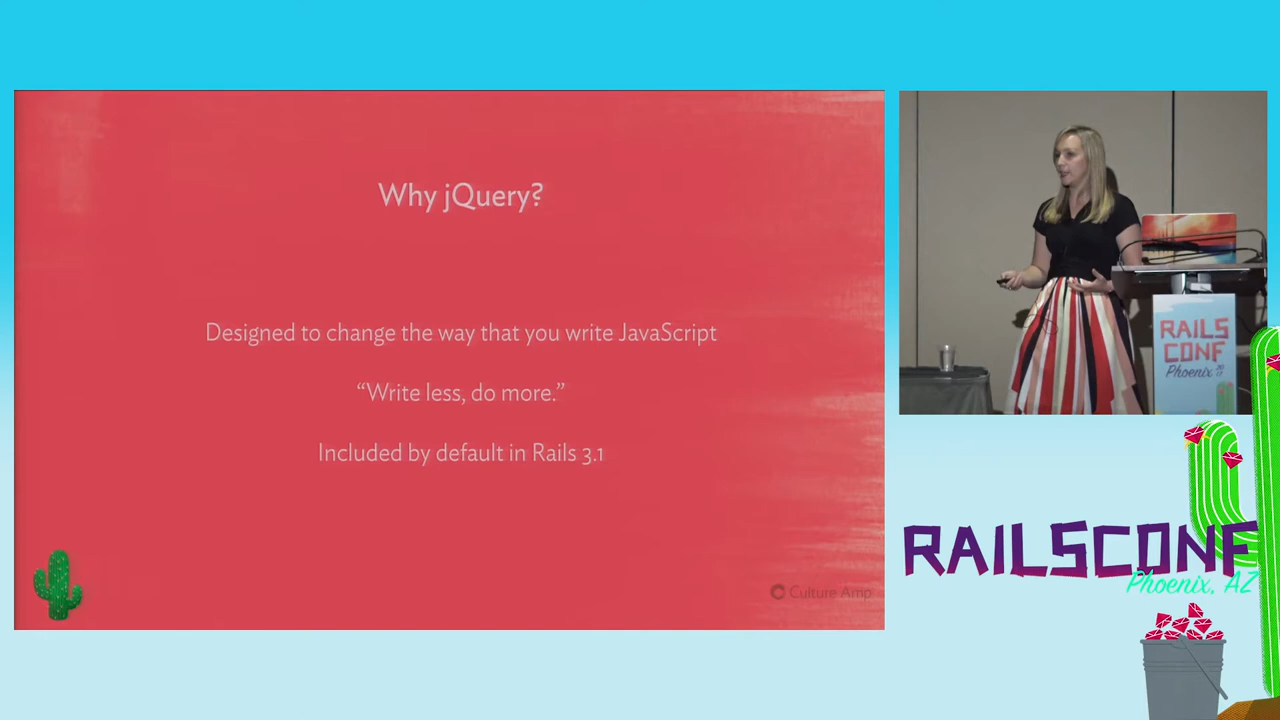 Why jQuery?
Designed to change the way that you write JavaScript
“Write less, do more.”
Included by default in Rails 3.1
Culture Amp
RAILS
CONF
Phoenix 2017
RAILSCONF
Phoenix, AZ